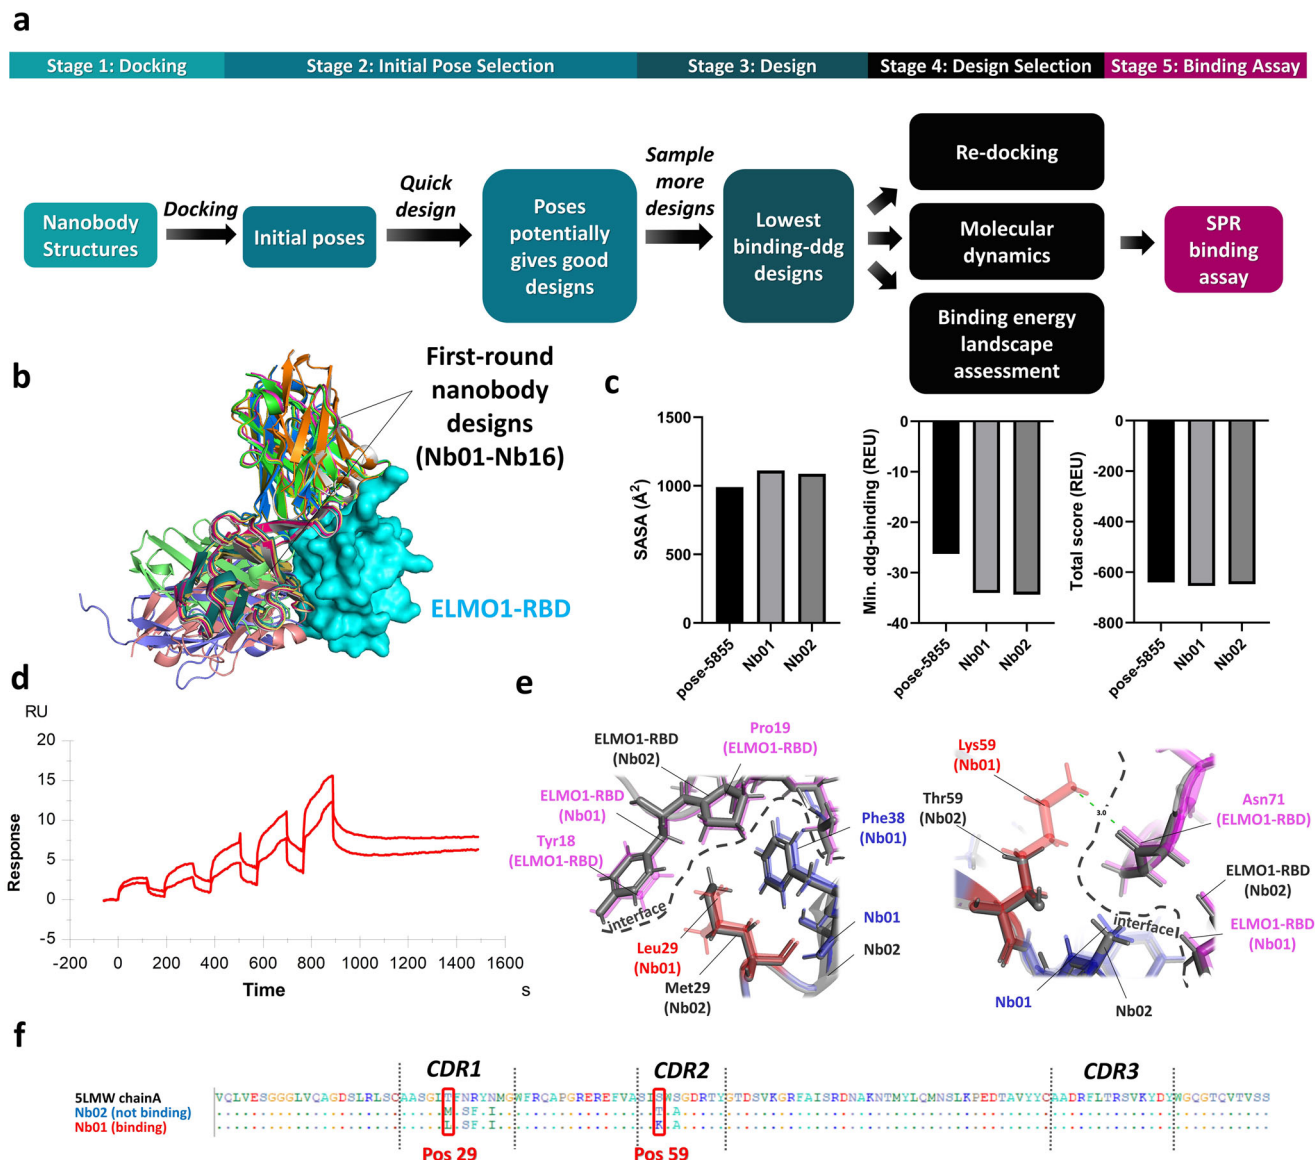 a
Stage 1: Docking
Stage 2: Initial Pose Selection
Stage 3: Design
Stage 4: Design Selection
Stage 5: Binding Assay
Nanobody
Structures
Docking
Initial poses
Quick
design
Poses
potentially
gives good
designs
Sample
more
designs
Lowest
binding-ddg
designs
Re-docking
Molecular
dynamics
Binding energy
landscape
assessment
SPR
binding
assay
b
First-round
nanobody
designs
(Nb01-Nb16)
ELMO1-RBD
c
SASA (Å²)
1500
1000
500
0
pose-5855
Nb01
Nb02
Min. ddg-binding (REU)
0
-10
-20
-30
-40
pose-5855
Nb01
Nb02
Total score (REU)
0
-200
-400
-600
-800
pose-5855
Nb01
Nb02
d
RU
Response
20
15
10
5
0
-5
-200 0 200 400 600 800 1000 1200 1400 1600
Time
s
e
ELMO1-RBD
(Nb02)
Pro19
(ELMO1-RBD)
ELMO1-RBD
(Nb01)
Tyr18
(ELMO1-RBD)
Phe38
(Nb01)
interface
Leu29
(Nb01)
Met29
(Nb02)
Nb01
Nb02
Lys59
(Nb01)
Thr59
(Nb02)
3.0
Asn71
(ELMO1-RBD)
ELMO1-RBD
(Nb02)
interface
ELMO1-RBD
(Nb01)
Nb01
Nb02
f
CDR1
CDR2
CDR3
5LMW chainA VQLVESGGGLVQAGDSLRLSCAASGLTFNRYNMGWFRQAPGREREFVASISWSGDRTYGTDSVKGRFAISRDNAKNTMYLQMNSLKPEDTAVYYCAADRFLTRSVKYDYWGQGTQVTVSS
Nb02 (not binding) M SF I T A
Nb01 (binding) L SF I K A
Pos 29
Pos 59